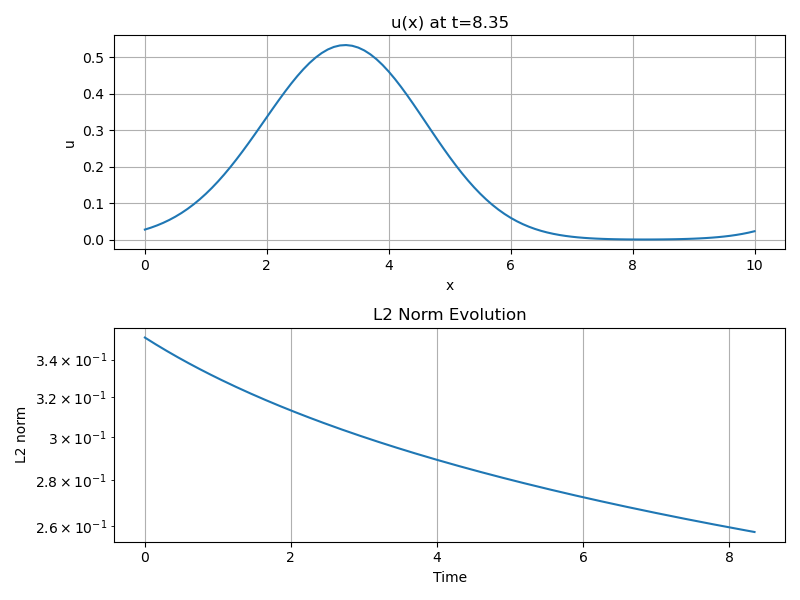 u(x) at t=8.35
u
0.5
0.4
0.3
0.2
0.1
0.0
0 2 4 6 8 10
x
L2 Norm Evolution
L2 norm
3.4 × 10⁻¹
3.2 × 10⁻¹
3 × 10⁻¹
2.8 × 10⁻¹
2.6 × 10⁻¹
0 2 4 6 8
Time